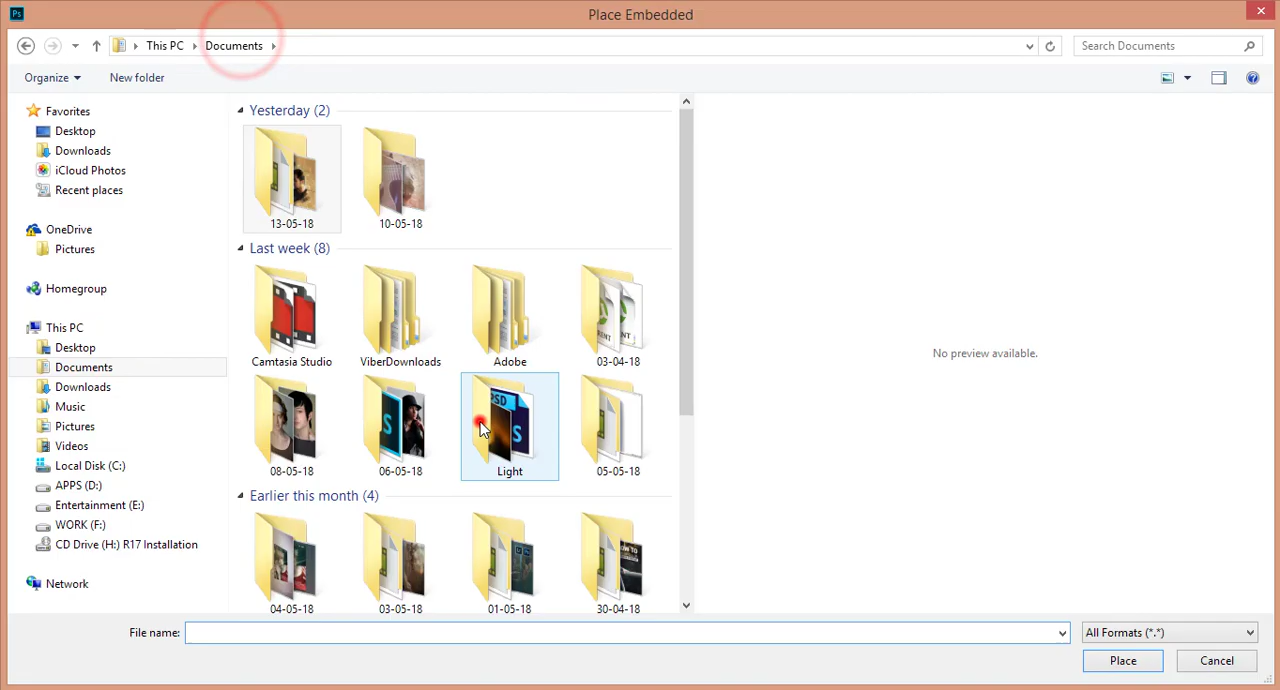 Ps
Place Embedded
This PC
Documents
Search Documents
Organize
New folder
Favorites
Desktop
Downloads
iCloud Photos
Recent places
OneDrive
Pictures
Homegroup
This PC
Desktop
Documents
Downloads
Music
Pictures
Videos
Local Disk (C:)
APPS (D:)
Entertainment (E:)
WORK (F:)
CD Drive (H:) R17 Installation
Network
Yesterday (2)
13-05-18
10-05-18
Last week (8)
Camtasia Studio
ViberDownloads
Adobe
03-04-18
08-05-18
06-05-18
Light
05-05-18
Earlier this month (4)
04-05-18
03-05-18
01-05-18
30-04-18
No preview available.
File name:
All Formats (*.*)
Place
Cancel